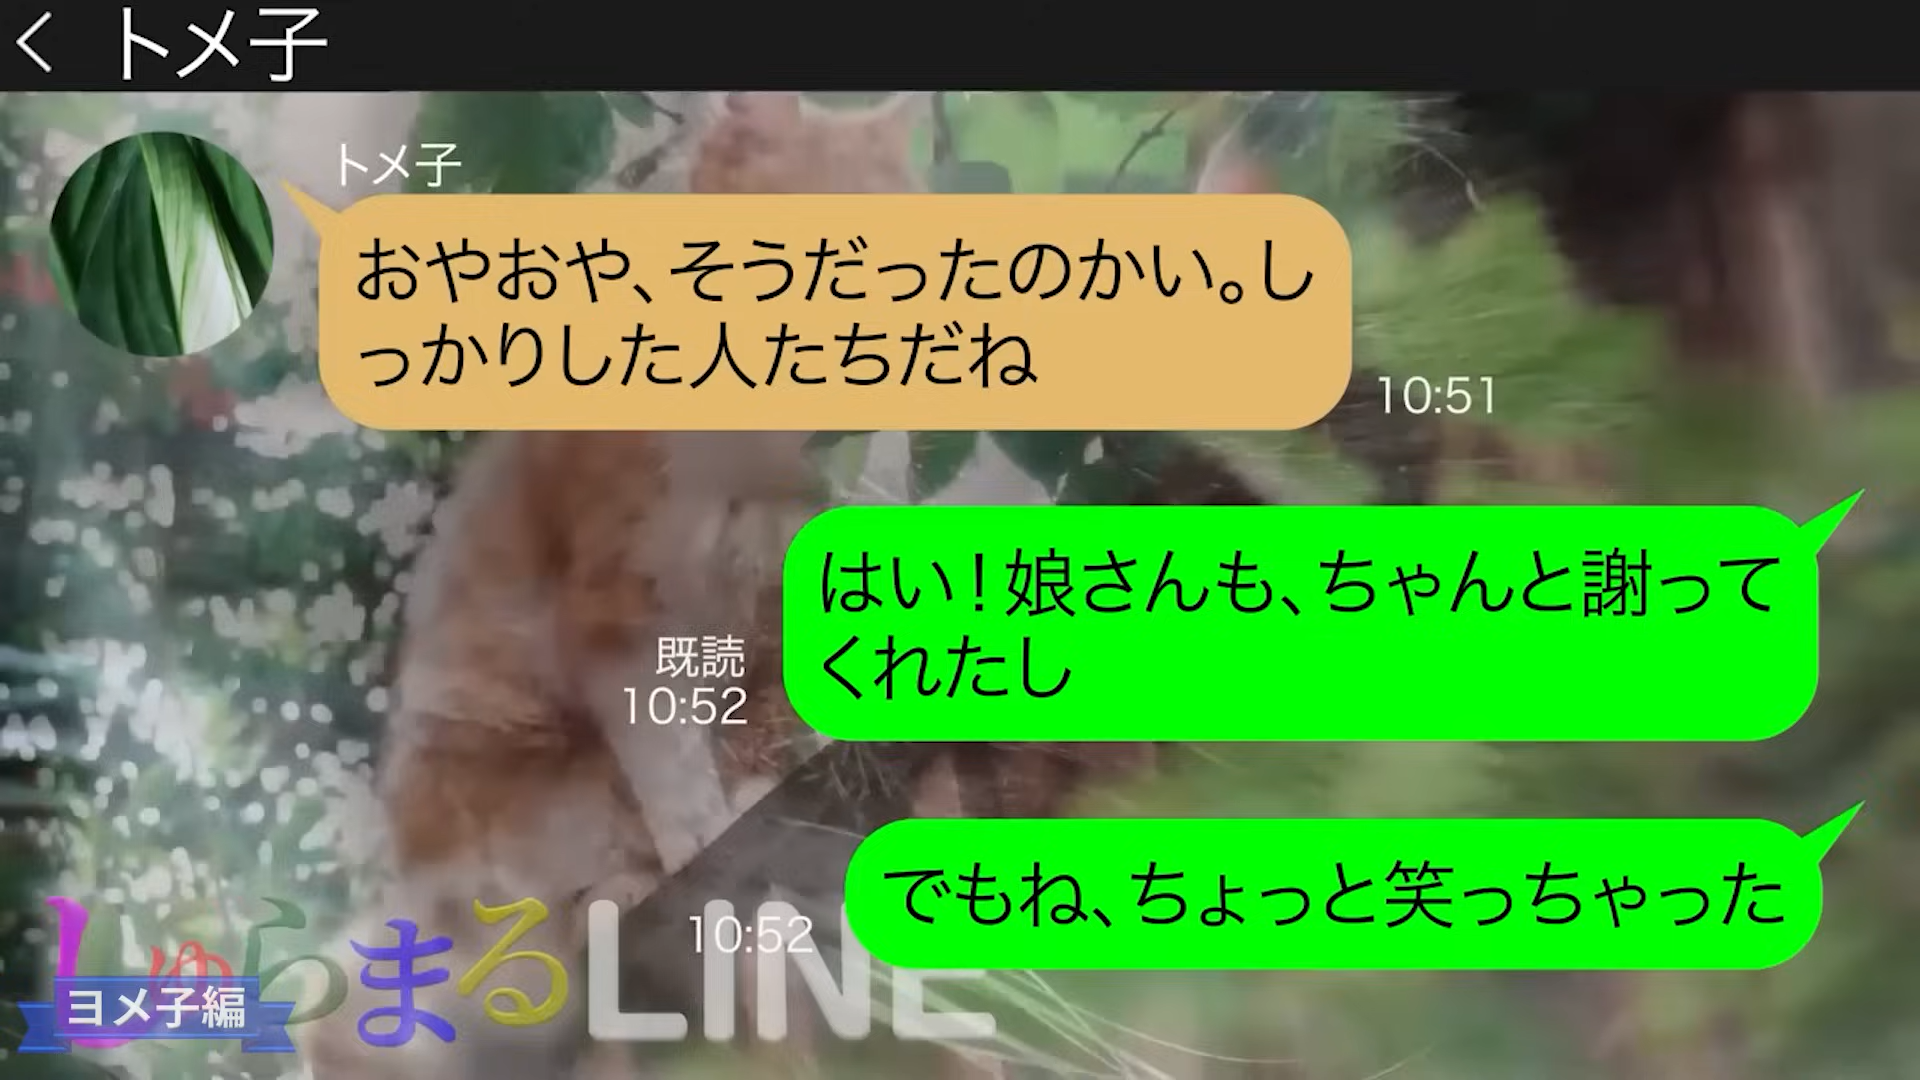 トメ子
トメ子
おやおや、そうだったのかい。し
っかりした人たちだね
10:51
はい！娘さんも、ちゃんと謝って
くれたし
既読
10:52
でもね、ちょっと笑っちゃった
10:52
しゅらまるLINE
ヨメ子編